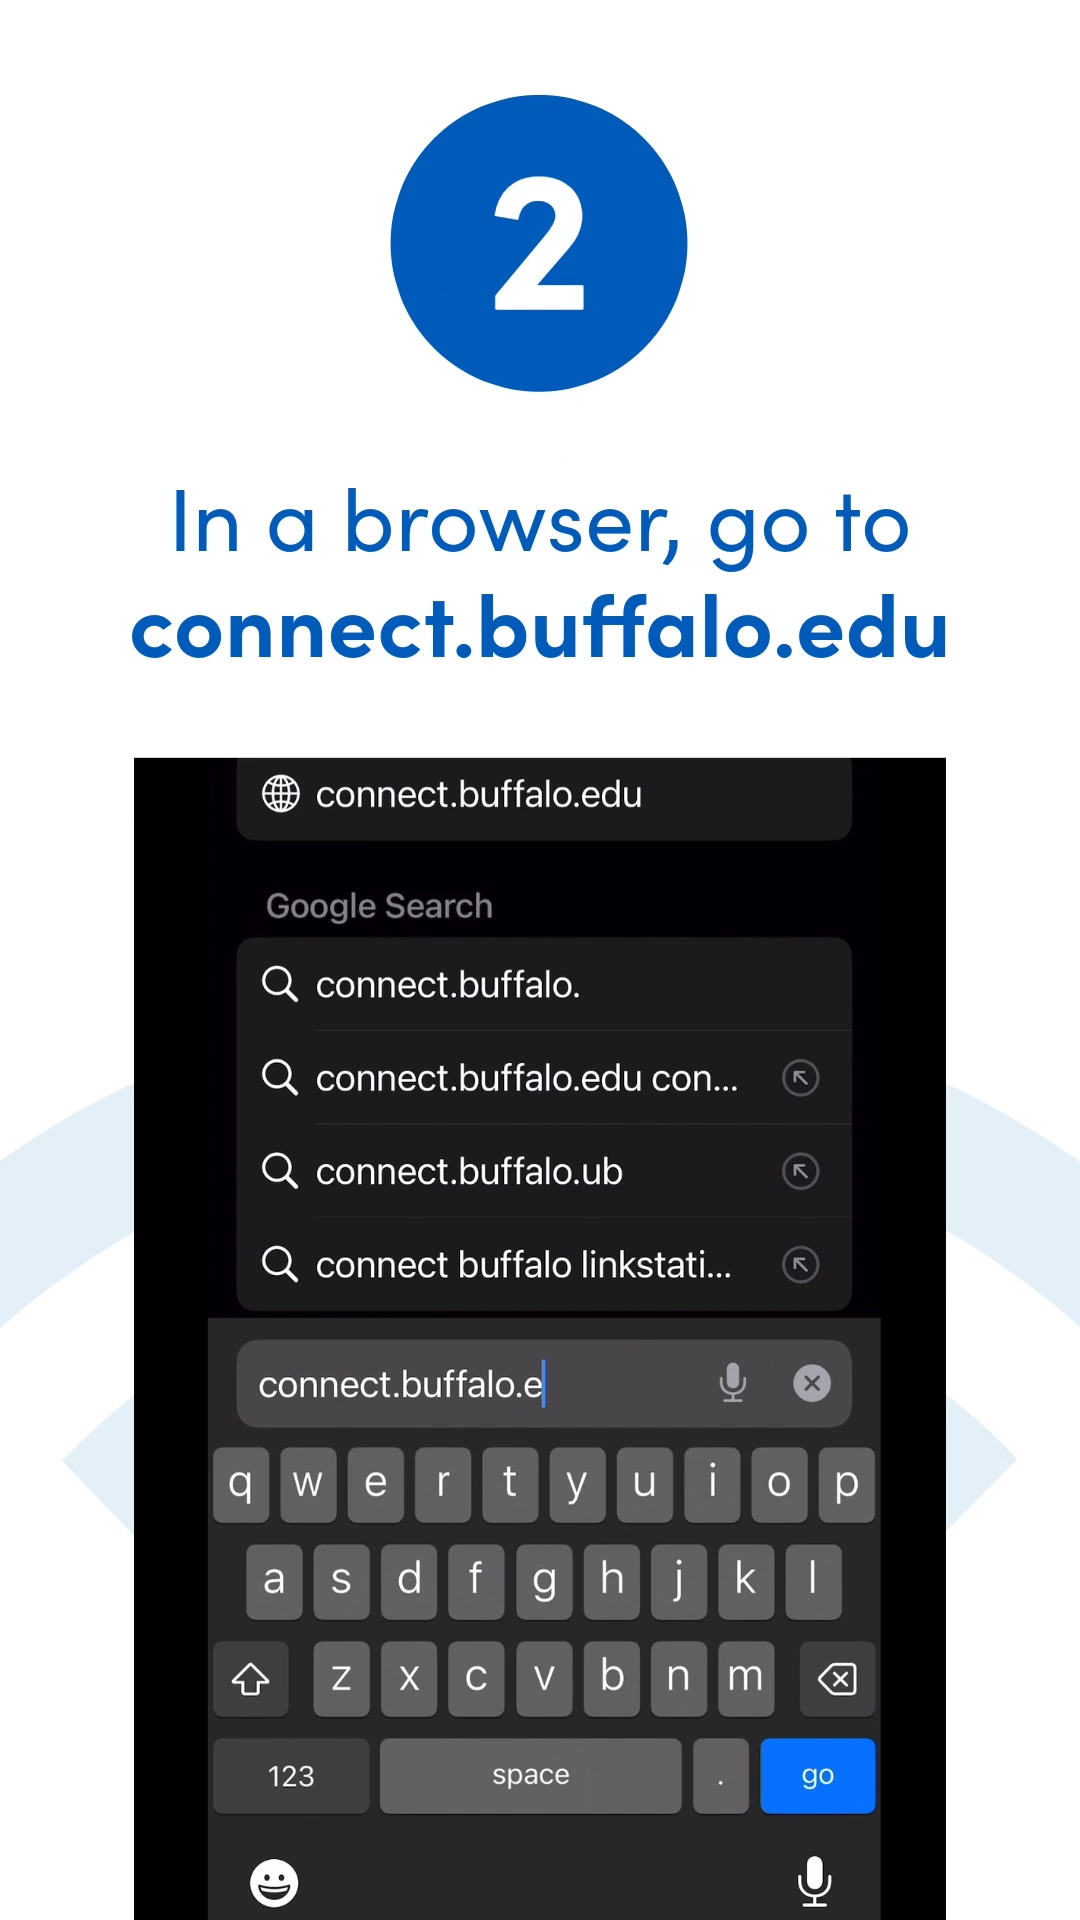 2
In a browser, go to
connect.buffalo.edu
connect.buffalo.edu
Google Search
connect.buffalo.
connect.buffalo.edu con...
connect.buffalo.ub
connect buffalo linkstati...
connect.buffalo.e
q w e r t y u i o p
a s d f g h j k l
z x c v b n m
123 space . go